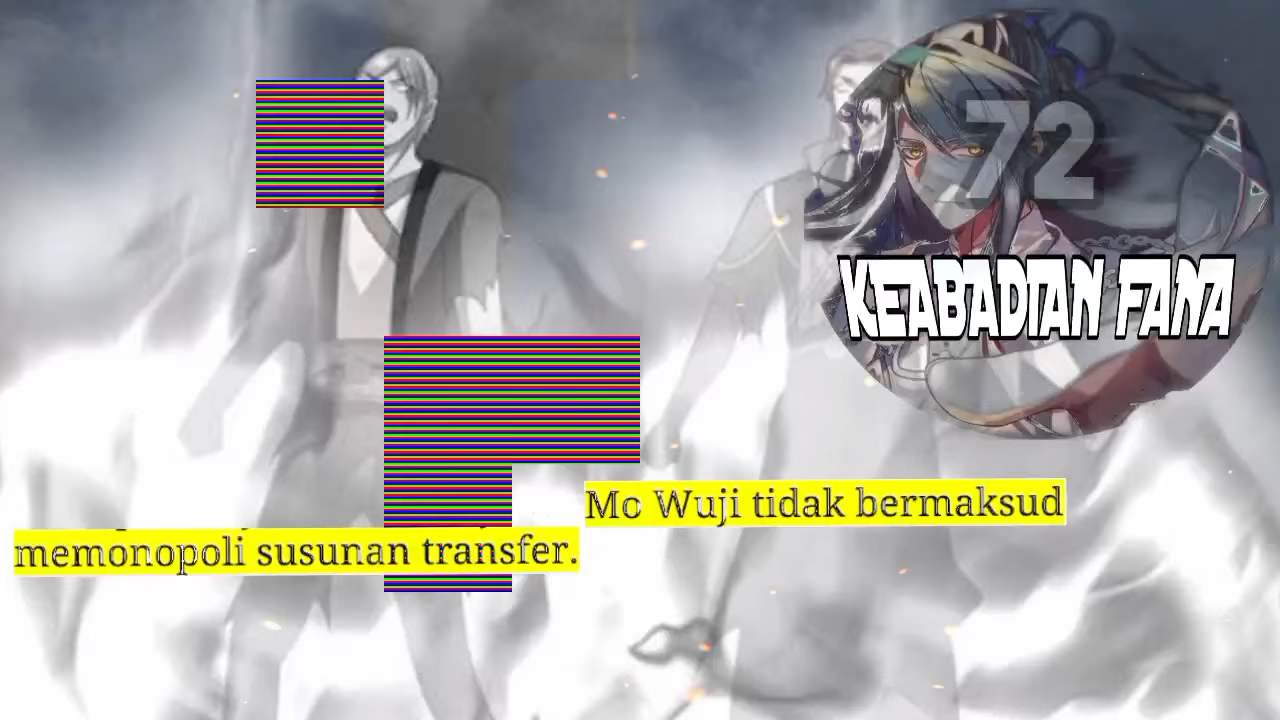 72
KEABADIAN FANA
Mo Wuji tidak bermaksud
memonopoli susunan transfer.